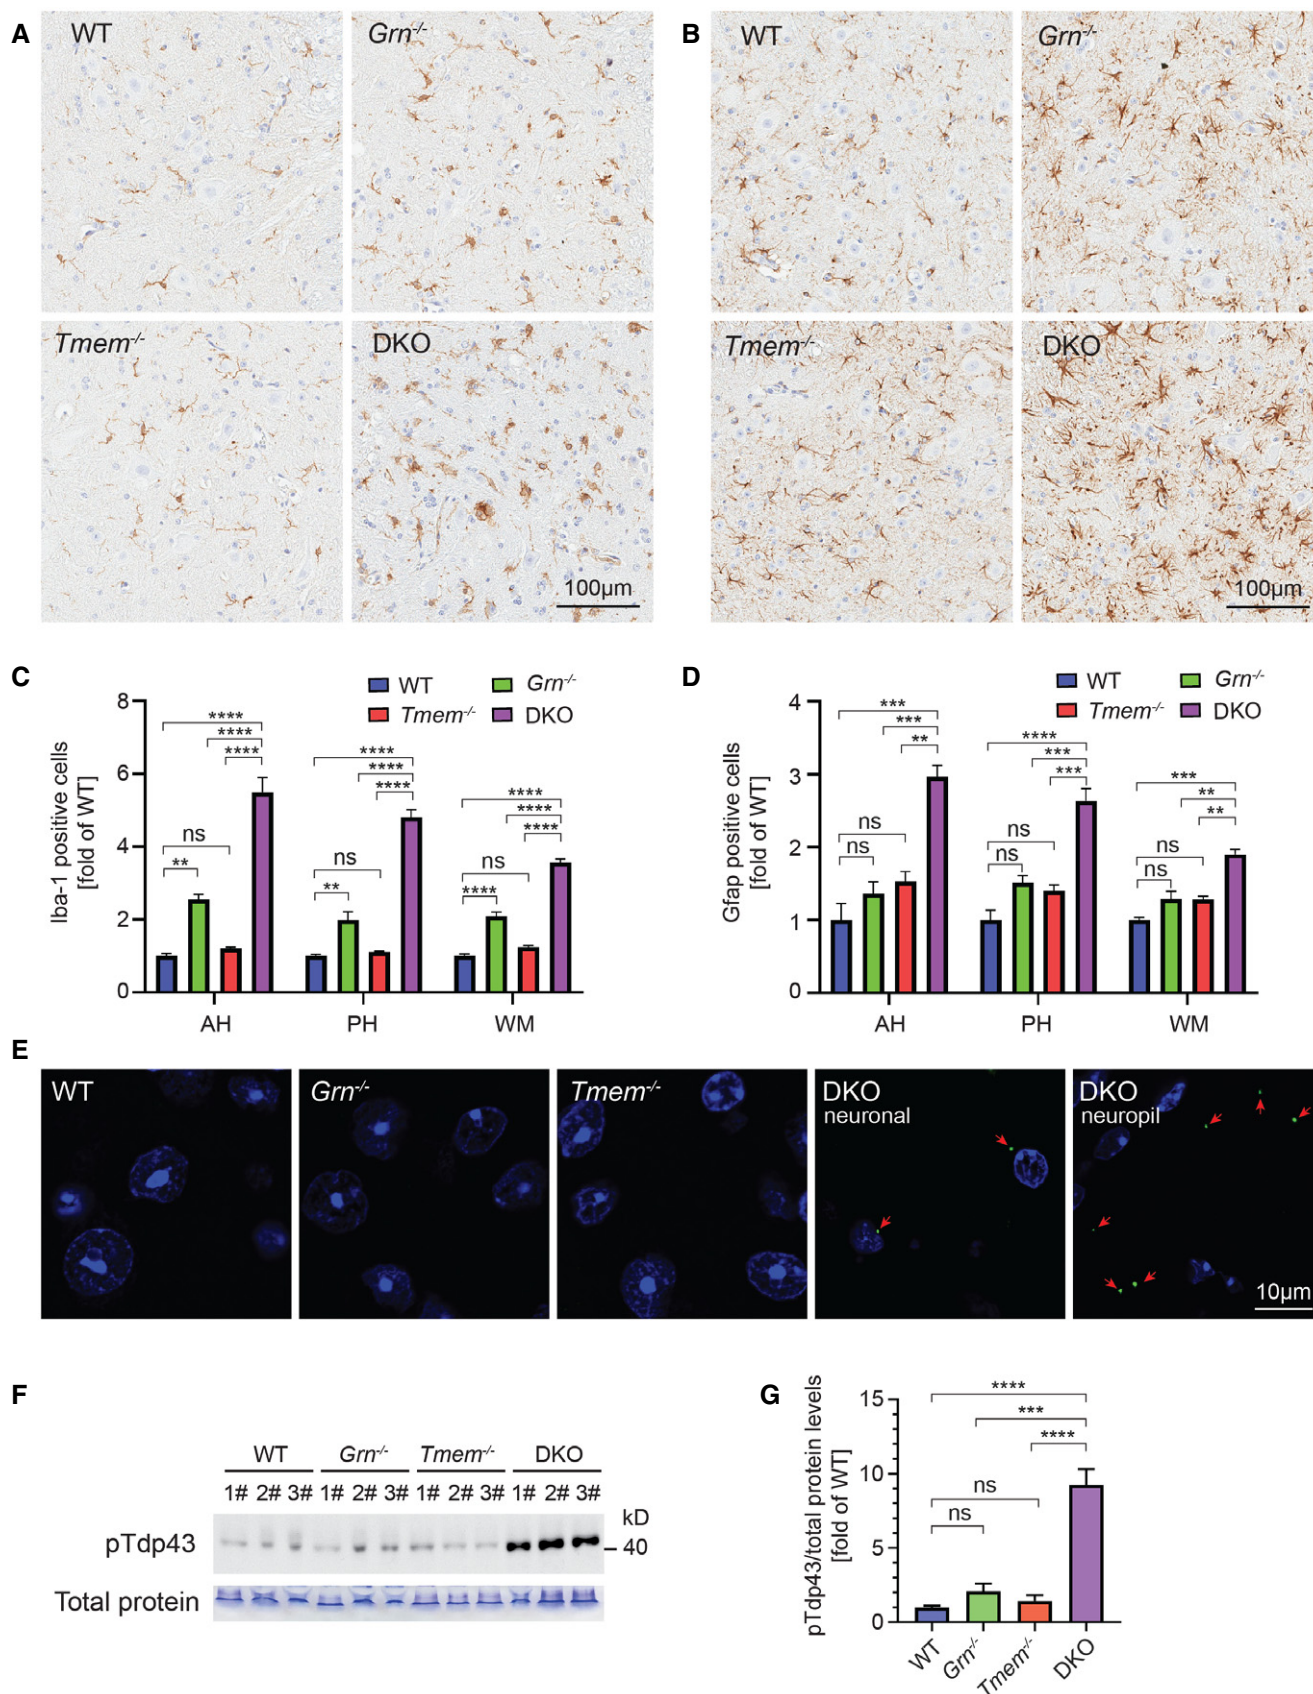 A
WT
Grn-/-
Tmem-/-
DKO
100µm
B
WT
Grn-/-
Tmem-/-
DKO
100µm
C
WT
Grn-/-
Tmem-/-
DKO
Iba-1 positive cells
[fold of WT]
8
6
4
2
0
****
****
****
ns
**
****
****
****
ns
**
****
****
****
ns
****
AH
PH
WM
D
WT
Grn-/-
Tmem-/-
DKO
Gfap positive cells
[fold of WT]
4
3
2
1
0
***
***
**
ns
ns
****
***
***
ns
ns
***
**
**
ns
ns
AH
PH
WM
E
WT
Grn-/-
Tmem-/-
DKO
neuronal
DKO
neuropil
10µm
F
WT Grn-/- Tmem-/- DKO
1# 2# 3# 1# 2# 3# 1# 2# 3# 1# 2# 3#
kD
pTdp43
40
Total protein
G
pTdp43/total protein levels
[fold of WT]
15
10
5
0
****
***
****
ns
ns
WT
Grn-/-
Tmem-/-
DKO